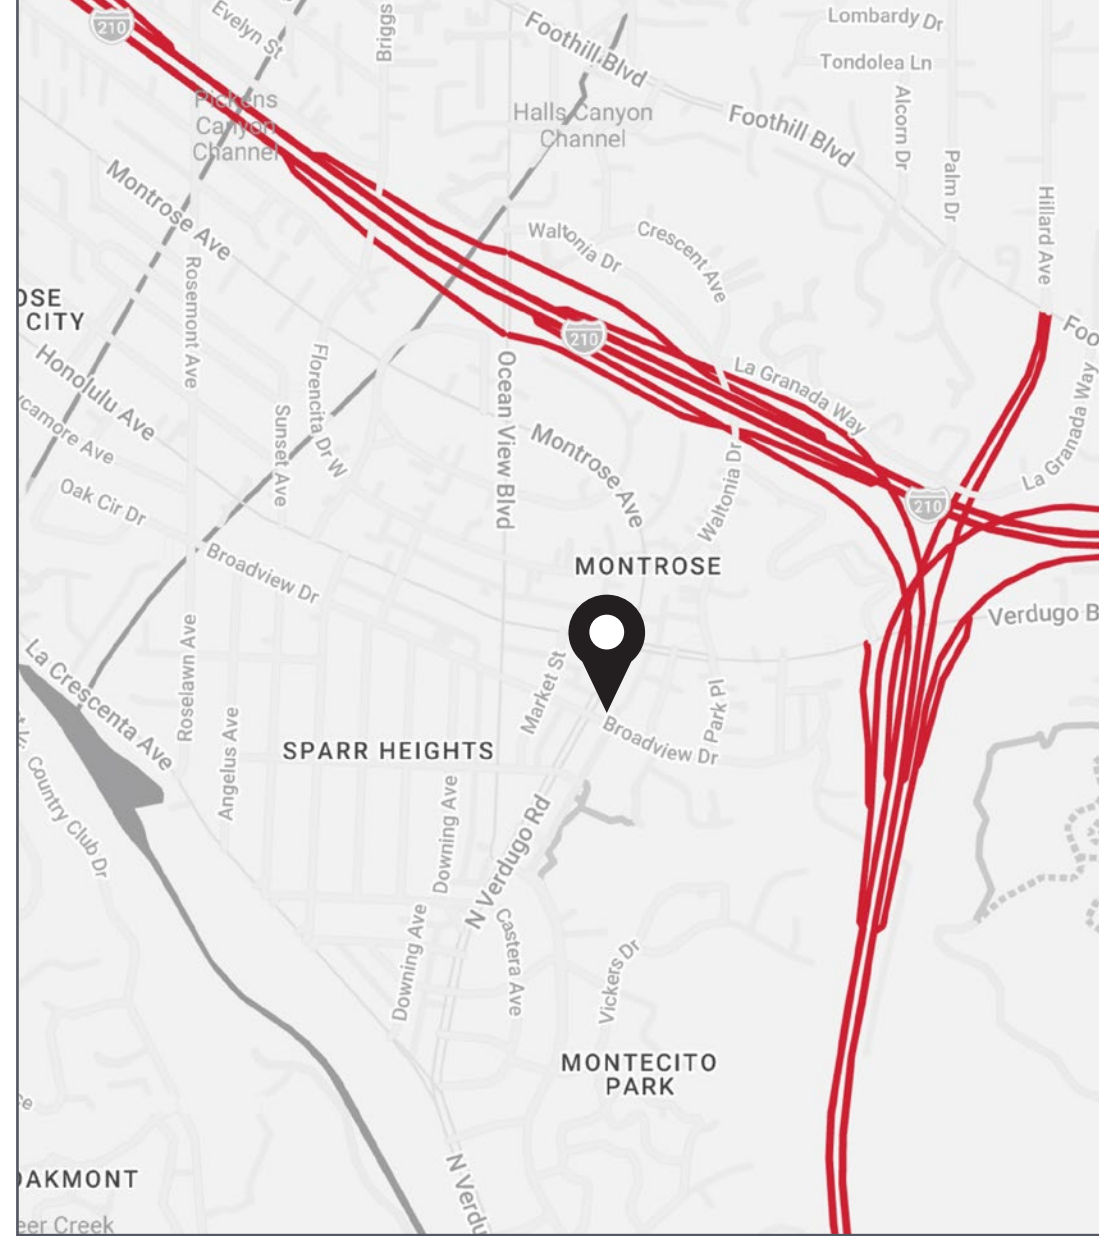 Lombardy Dr
Evelyn St
Briggs
Foothill Blvd
210
Tondolea Ln
Pickens
Canyon
Channel
Halls Canyon
Channel
Foothill Blvd
Alcorn Dr
Palm Dr
Montrose Ave
Hillard Ave
Waltonia Dr
Crescent Ave
OSE
CITY
Rosemont Ave
210
Foo
Honolulu Ave
Florencita Dr W
Ocean View Blvd
La Granada Way
La Granada Way
ycamore Ave
Sunset Ave
Montrose Ave
Waltonia Dr
210
Oak Cir Dr
Broadview Dr
MONTROSE
Verdugo B
La Crescenta Ave
Roselawn Ave
Market St
Park Pl
Broadview Dr
SPARR HEIGHTS
Angelus Ave
Country Club Dr
Downing Ave
N Verdugo Rd
Downing Ave
Castera Ave
Vickers Dr
MONTECITO
PARK
OAKMONT
N Verdu
eer Creek